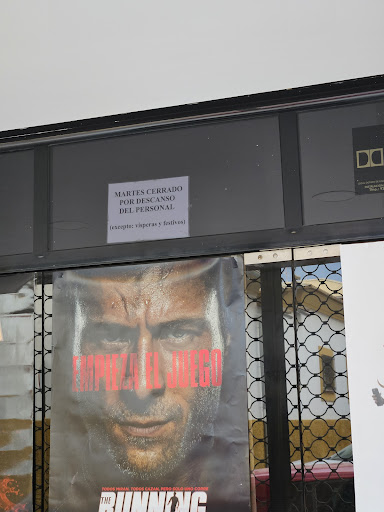 MARTES CERRADO
POR DESCANSO
DEL PERSONAL
(excepto: vísperas y festivos)
EMPIEZA EL JUEGO
THE
RUNNING